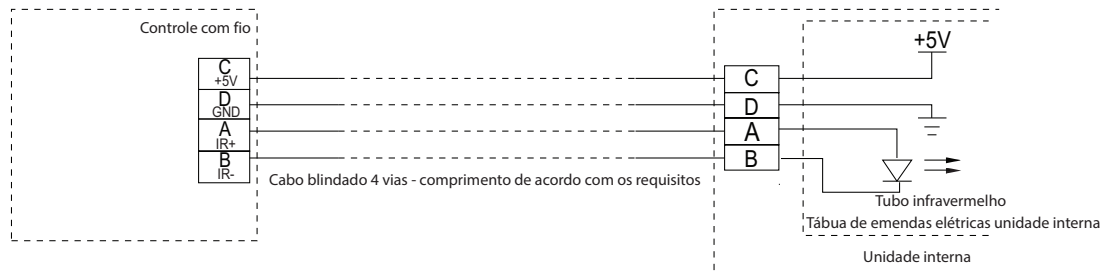 Controle com fio
C
+5V
D
GND
A
IR+
B
IR-
Cabo blindado 4 vias - comprimento de acordo com os requisitos
C
D
A
B
+5V
Tubo infravermelho
Tábua de emendas elétricas unidade interna
Unidade interna